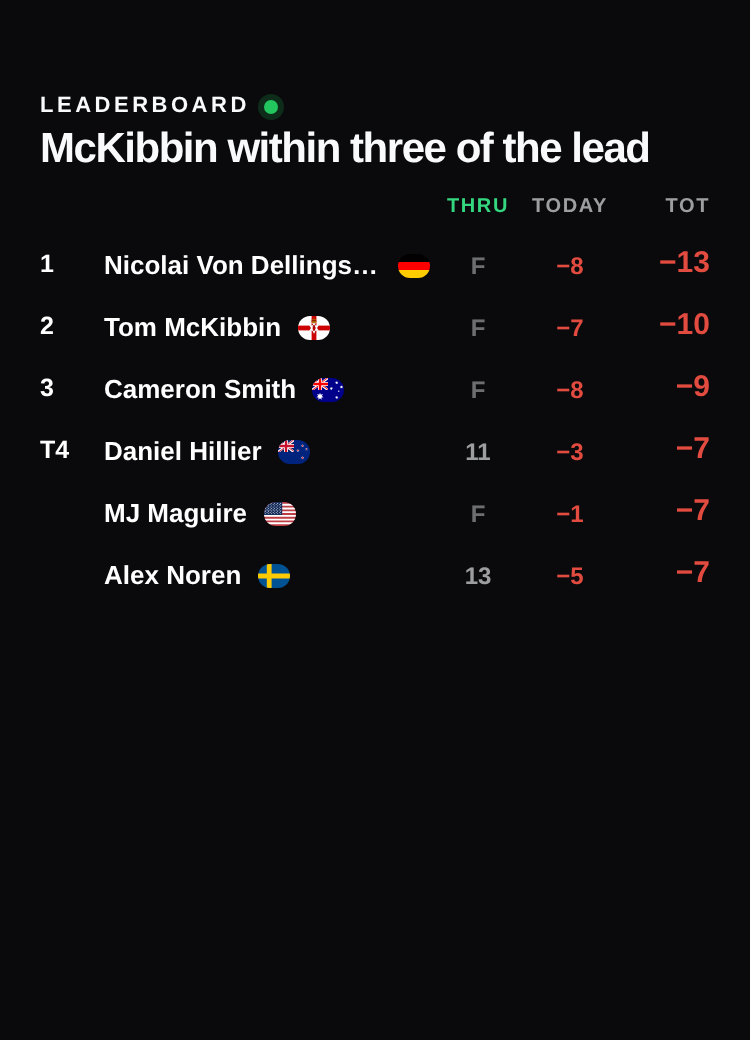 LEADERBOARD
McKibbin within three of the lead
THRU TODAY TOT
1 Nicolai Von Dellings… F −8 −13
2 Tom McKibbin F −7 −10
3 Cameron Smith F −8 −9
T4 Daniel Hillier 11 −3 −7
MJ Maguire F −1 −7
Alex Noren 13 −5 −7